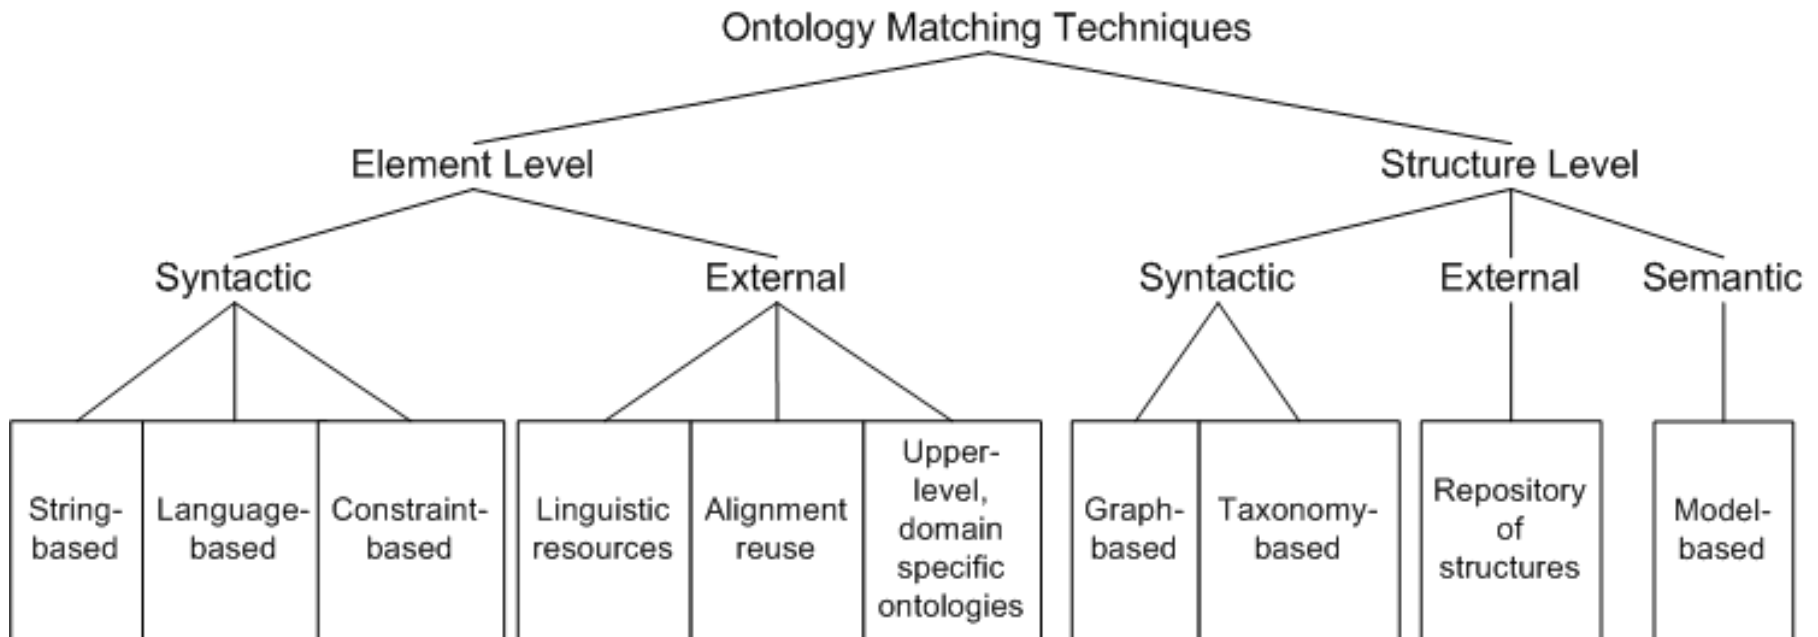 Ontology Matching Techniques
Element Level
Structure Level
Syntactic
External
Syntactic
External
Semantic
String-
based
Language-
based
Constraint-
based
Linguistic
resources
Alignment
reuse
Upper-
level,
domain
specific
ontologies
Graph-
based
Taxonomy-
based
Repository
of
structures
Model-
based